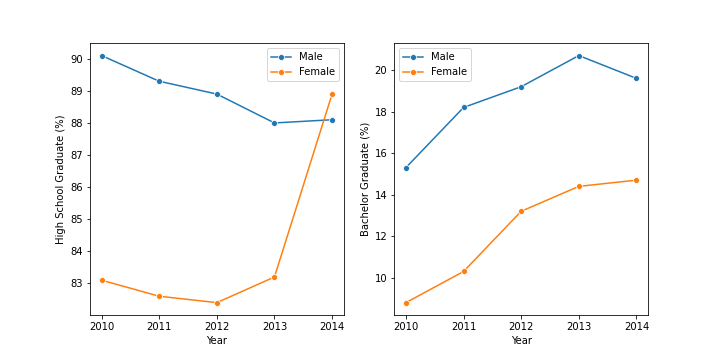 High School Graduate (%)
90
89
88
87
86
85
84
83
2010 2011 2012 2013 2014
Year
Male
Female
Bachelor Graduate (%)
20
18
16
14
12
10
2010 2011 2012 2013 2014
Year
Male
Female